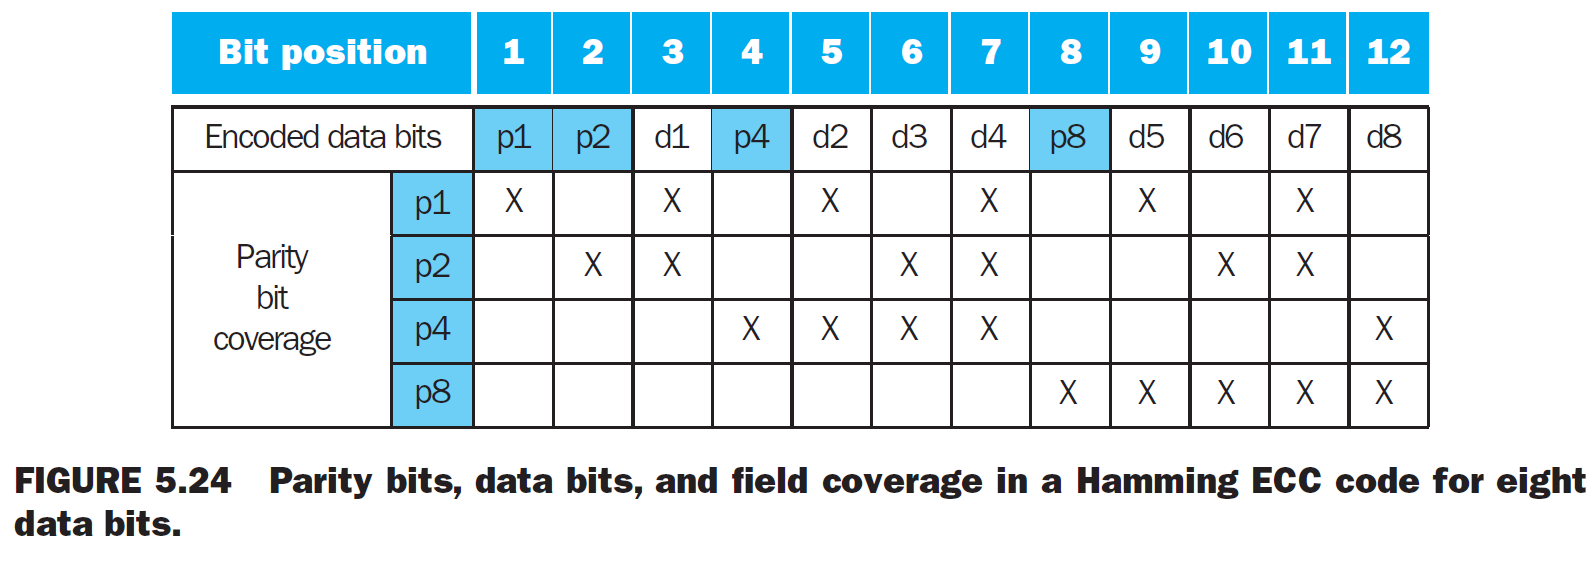 Bit position 1 2 3 4 5 6 7 8 9 10 11 12
Encoded data bits p1 p2 d1 p4 d2 d3 d4 p8 d5 d6 d7 d8
Parity
bit
coverage
p1 X X X X X X
p2 X X X X X X
p4 X X X X X
p8 X X X X X
FIGURE 5.24 Parity bits, data bits, and field coverage in a Hamming ECC code for eight
data bits.